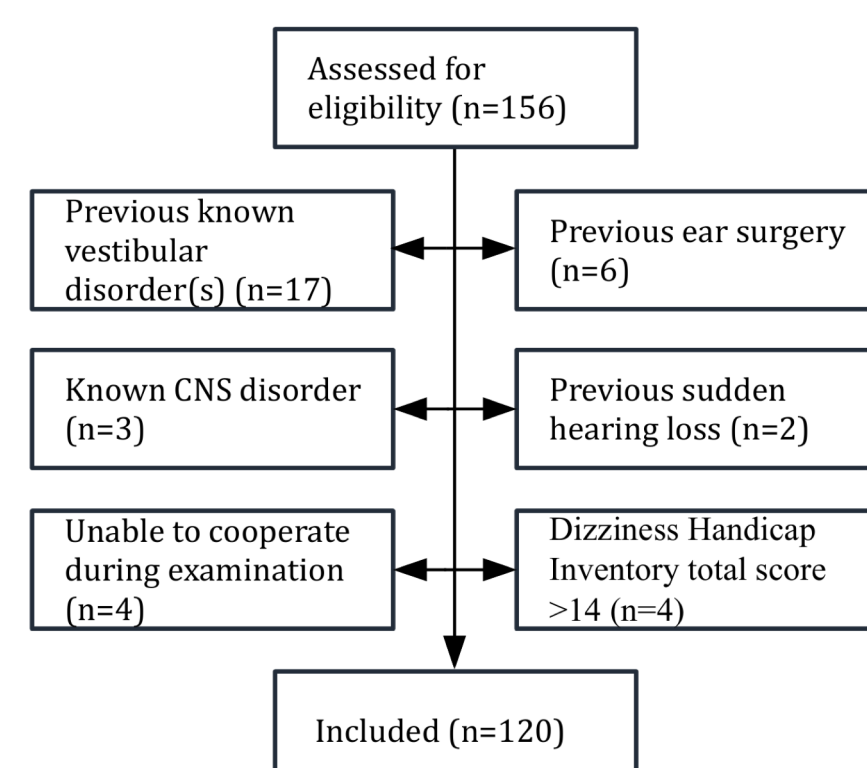 Assessed for
eligibility (n=156)
Previous known
vestibular
disorder(s) (n=17)
Previous ear surgery
(n=6)
Known CNS disorder
(n=3)
Previous sudden
hearing loss (n=2)
Unable to cooperate
during examination
(n=4)
Dizziness Handicap
Inventory total score
>14 (n=4)
Included (n=120)